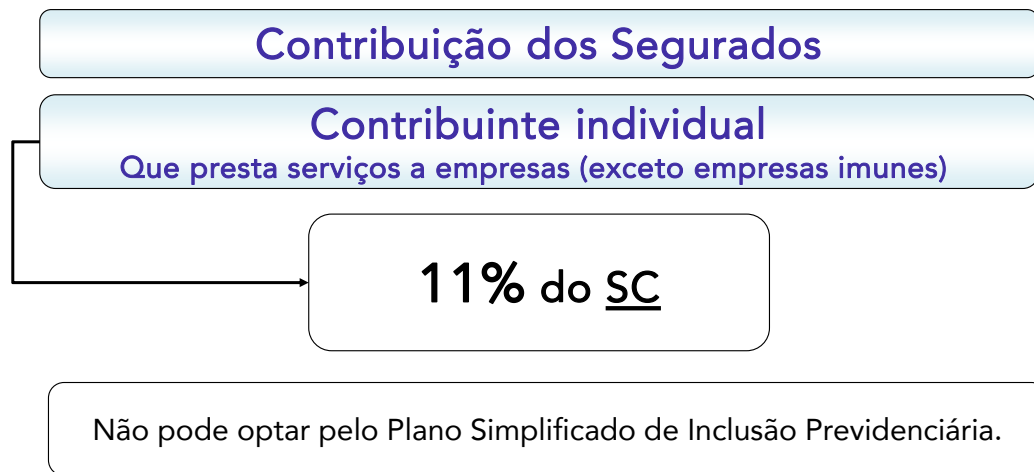 Contribuição dos Segurados
Contribuinte individual
Que presta serviços a empresas (exceto empresas imunes)
11% do SC
Não pode optar pelo Plano Simplificado de Inclusão Previdenciária.